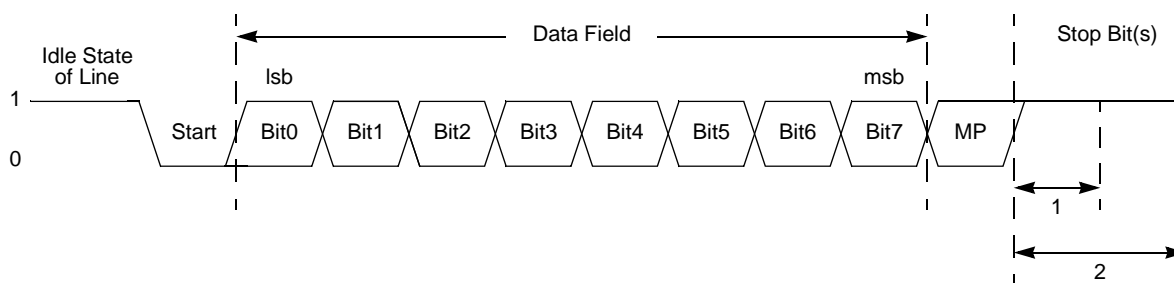 Data Field
Stop Bit(s)
Idle State
of Line
lsb
msb
1
Start
Bit0
Bit1
Bit2
Bit3
Bit4
Bit5
Bit6
Bit7
MP
0
1
2